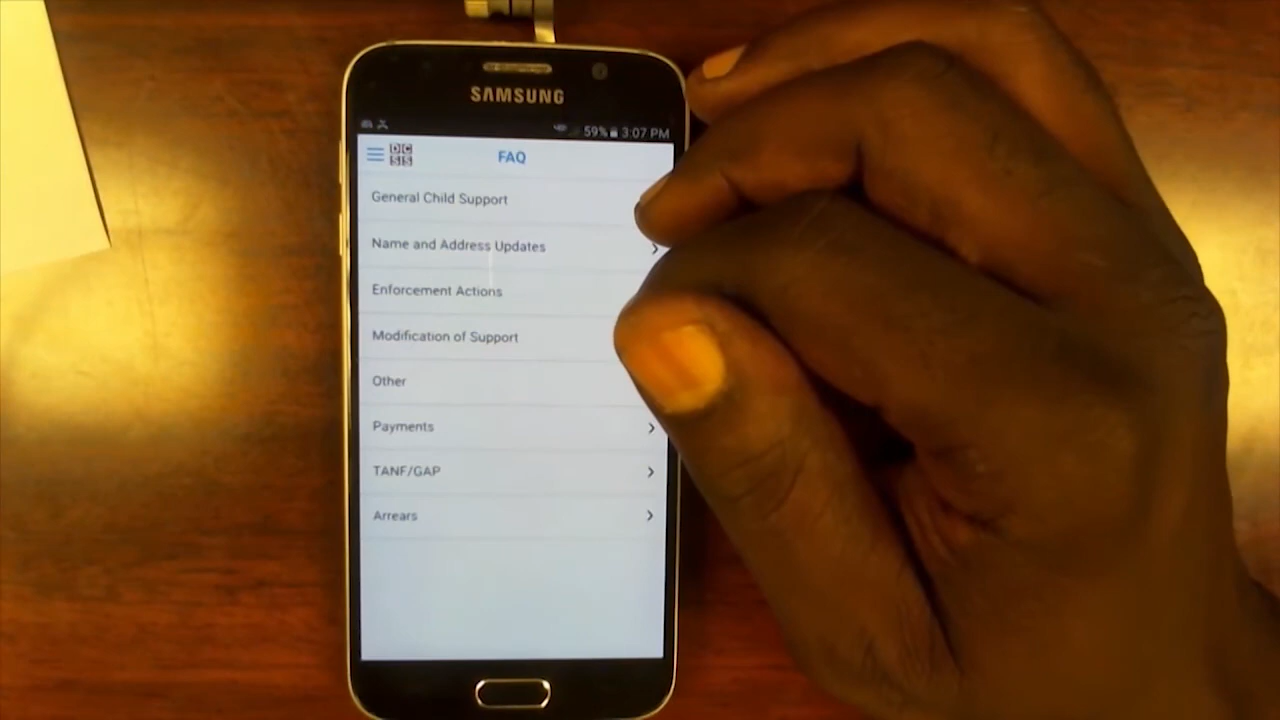 SAMSUNG
59% 3:07 PM
DC
SIS
FAQ
General Child Support
Name and Address Updates
Enforcement Actions
Modification of Support
Other
Payments
TANF/GAP
Arrears